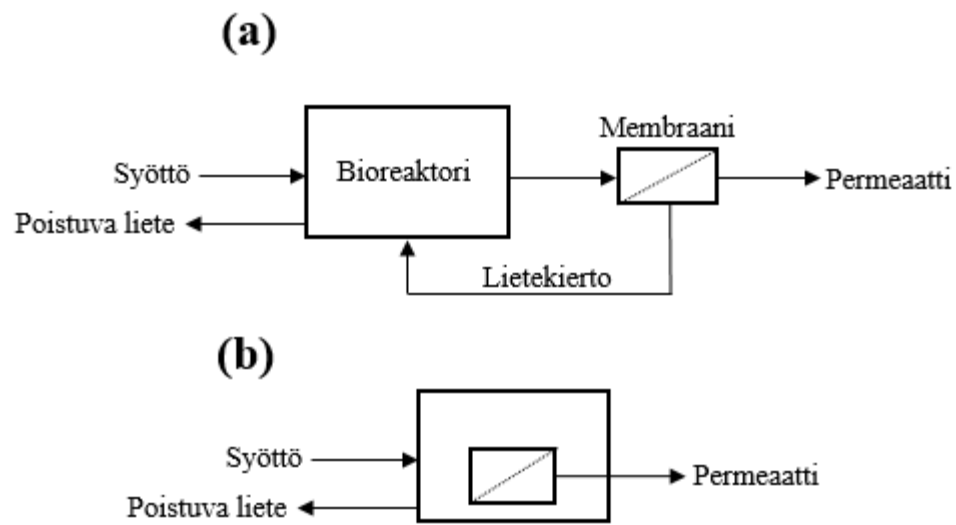 (a)
Membraani
Bioreaktori
Syöttö
Permeaatti
Poistuva liete
Lietekierto
(b)
Syöttö
Permeaatti
Poistuva liete